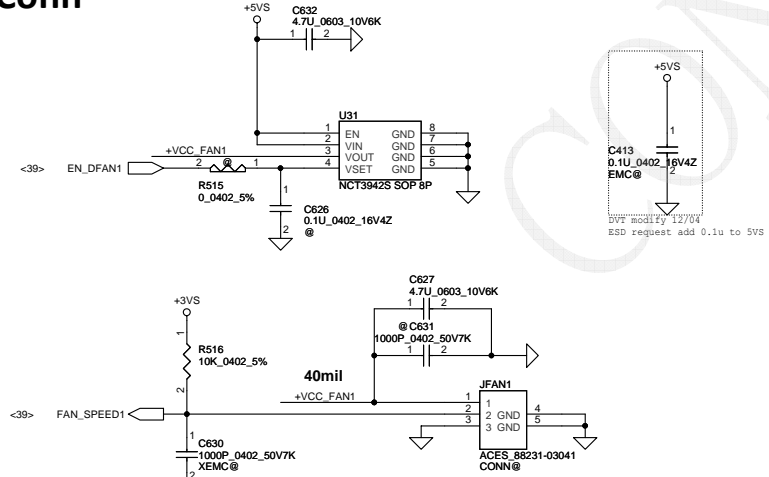 Conn
+5VS
C632
4.7U_0603_10V6K
1 2
U31
1 EN GND 8
2 VIN GND 7
3 VOUT GND 6
4 VSET GND 5
NCT3942S SOP 8P
+VCC_FAN1
<39> EN_DFAN1
2 @ 1
R515
0_0402_5%
1
C626
0.1U_0402_16V4Z
2
@
+5VS
1
C413
0.1U_0402_16V4Z
EMC@
2
DVT modify 12/04
ESD request add 0.1u to 5VS
C627
4.7U_0603_10V6K
1 2
@ C631
1000P_0402_50V7K
1 2
+3VS
1
R516
10K_0402_5%
2
40mil
+VCC_FAN1
JFAN1
1 1
2 2 GND 4
3 3 GND 5
ACES_88231-03041
CONN@
<39> FAN_SPEED1
1
C630
1000P_0402_50V7K
XEMC@
2